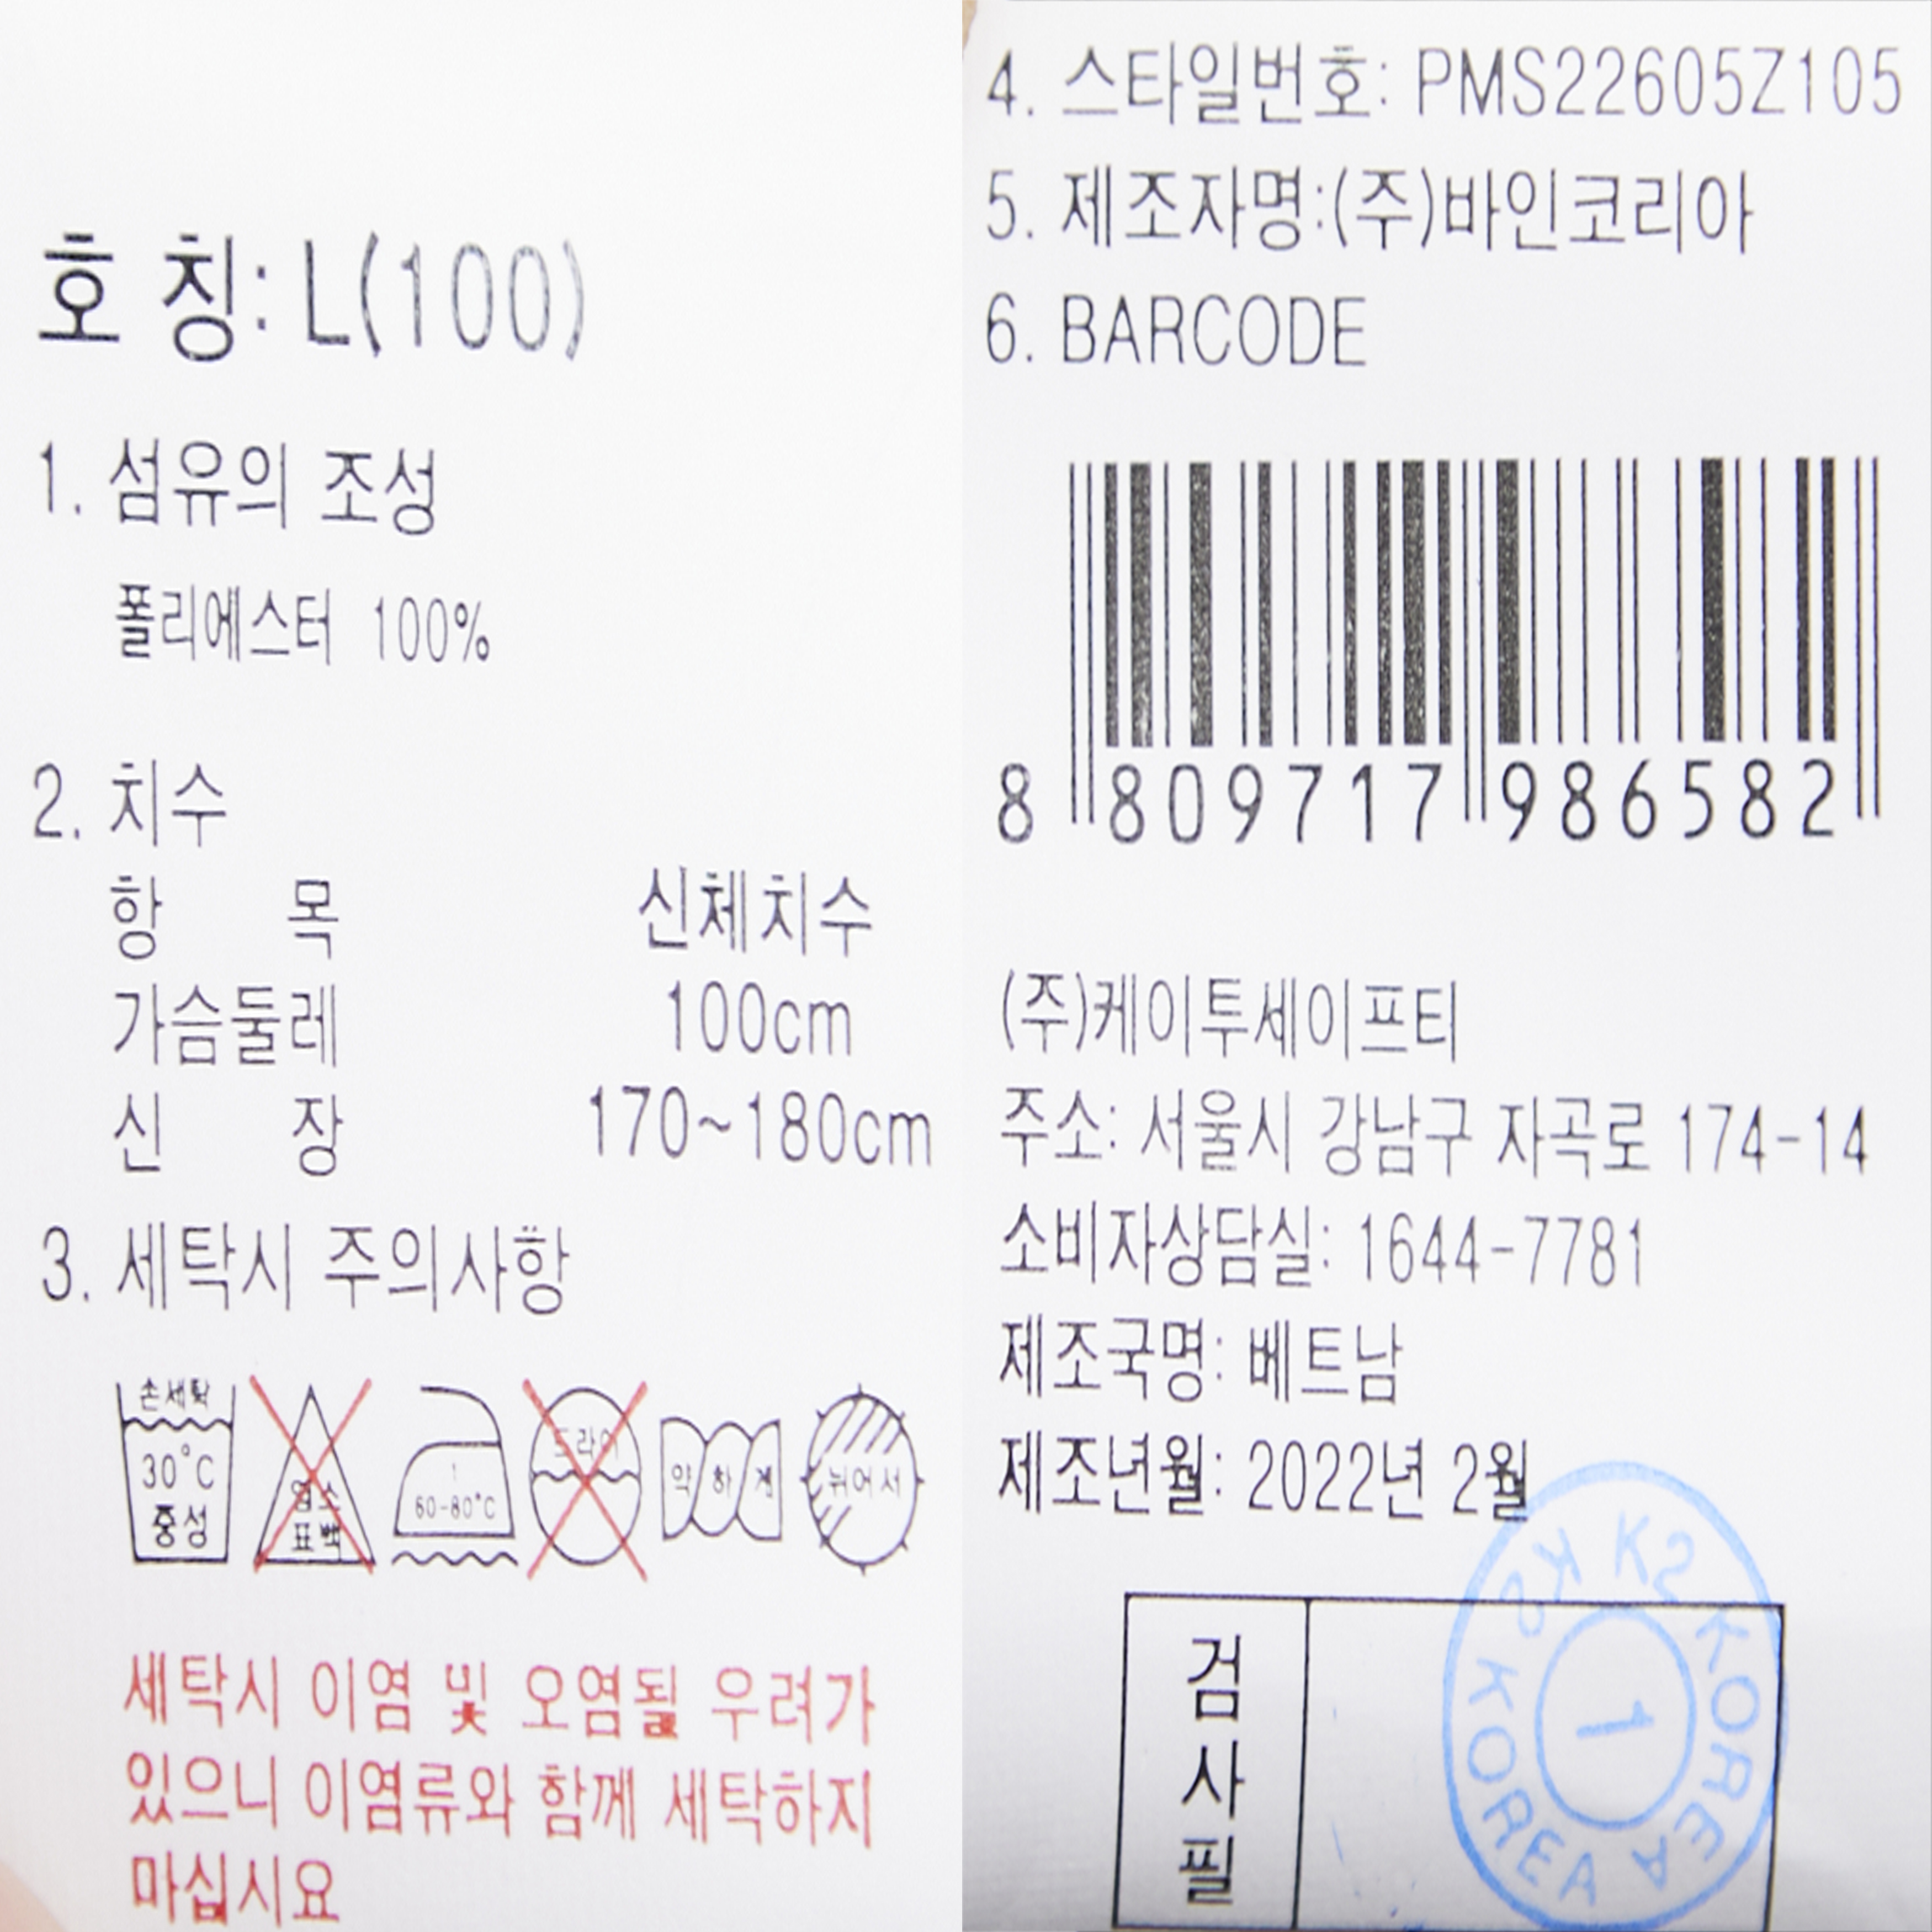 호 칭: L(100)
1. 섬유의 조성
폴리에스터 100%
2. 치수
항 목 신체치수
가슴둘레 100cm
신 장 170~180cm
3. 세탁시 주의사항
손세탁
30°C
중성
염소
표백
1
60-80°C
드라이
약하게
뉘어서
세탁시 이염 및 오염될 우려가
있으니 이염류와 함께 세탁하지
마십시요
4. 스타일번호: PMS22605Z105
5. 제조자명:(주)바인코리아
6. BARCODE
8 809717 986582
(주)케이투세이프티
주소: 서울시 강남구 자곡로 174-14
소비자상담실: 1644-7781
제조국명: 베트남
제조년월: 2022년 2월
검사필
K2 KOREA
K2 KOREA
1